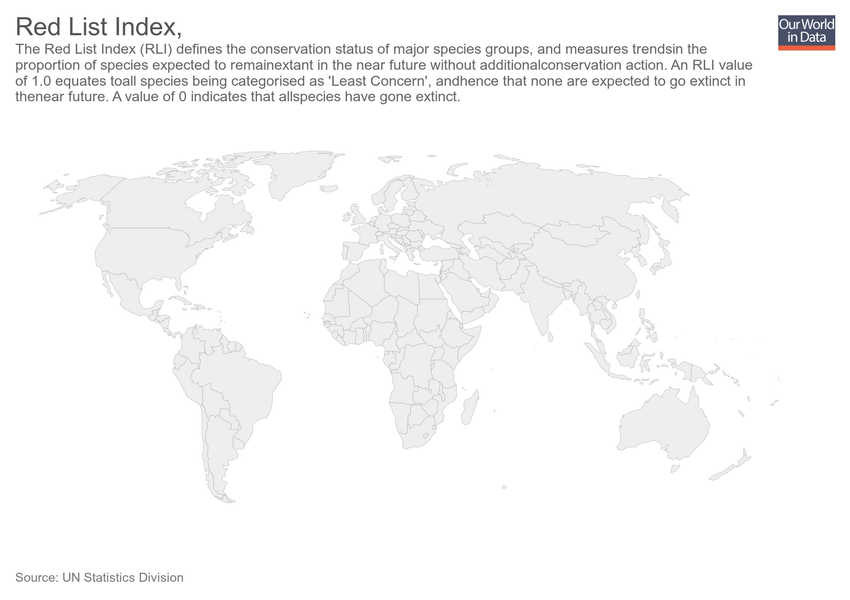 Red List Index,
Our World
in Data
The Red List Index (RLI) defines the conservation status of major species groups, and measures trendsin the
proportion of species expected to remainextant in the near future without additionalconservation action. An RLI value
of 1.0 equates toall species being categorised as 'Least Concern', andhence that none are expected to go extinct in
thenear future. A value of 0 indicates that allspecies have gone extinct.
Source: UN Statistics Division